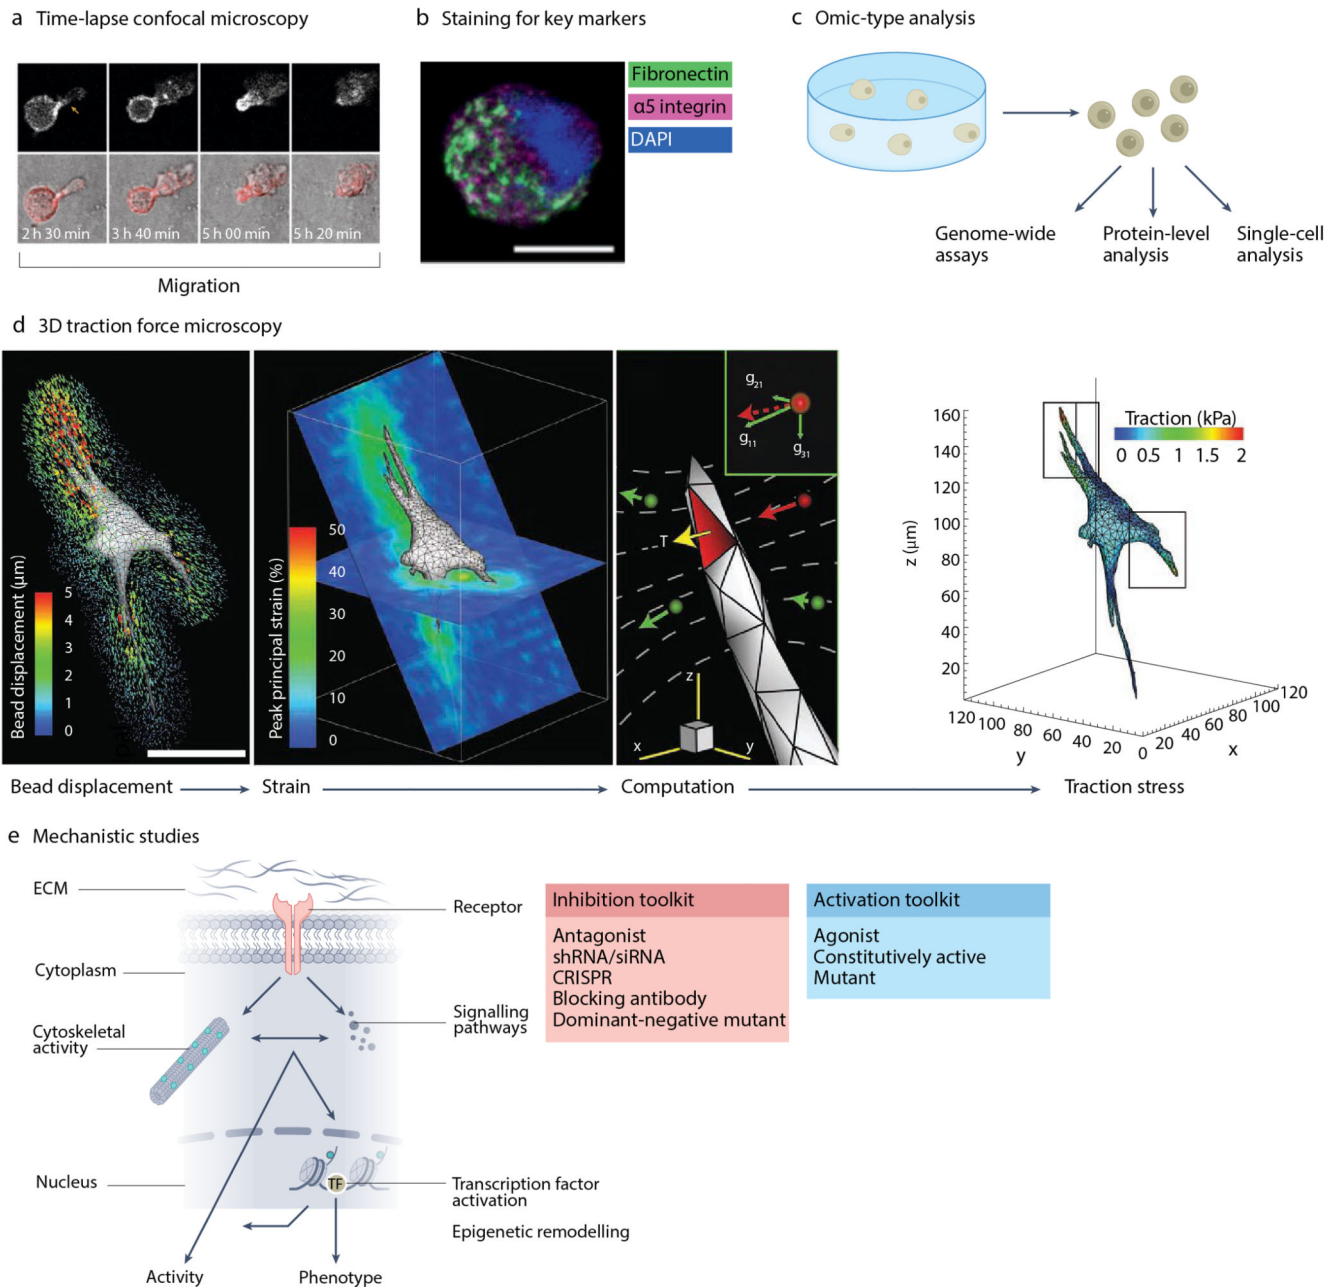 a Time-lapse confocal microscopy
2 h 30 min
3 h 40 min
5 h 00 min
5 h 20 min
Migration
b Staining for key markers
Fibronectin
α5 integrin
DAPI
c Omic-type analysis
Genome-wide
assays
Protein-level
analysis
Single-cell
analysis
d 3D traction force microscopy
Bead displacement (µm)
5
4
3
2
1
0
Peak principal strain (%)
50
40
30
20
10
0
g21
g11
g31
T
z
x
y
Traction (kPa)
0 0.5 1 1.5 2
z (µm)
160
140
120
100
80
60
40
20
120 100 80 60 40 20 0
y
20 40 60 80 100 120
x
Bead displacement
Strain
Computation
Traction stress
e Mechanistic studies
ECM
Receptor
Cytoplasm
Cytoskeletal
activity
Signalling
pathways
Nucleus
TF
Transcription factor
activation
Epigenetic remodelling
Activity
Phenotype
Inhibition toolkit
Antagonist
shRNA/siRNA
CRISPR
Blocking antibody
Dominant-negative mutant
Activation toolkit
Agonist
Constitutively active
Mutant